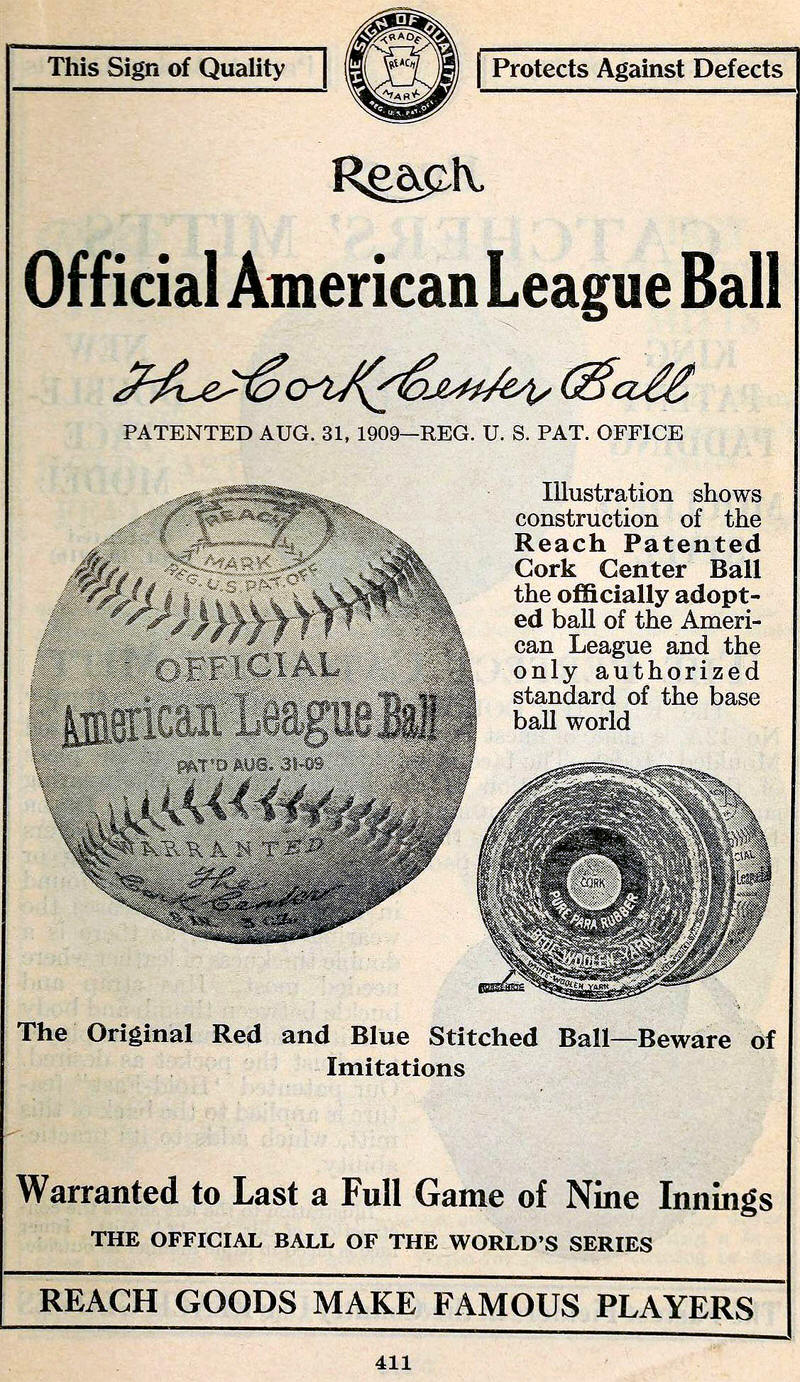 This Sign of Quality
THE SIGN OF QUALITY
TRADE
REACH
MARK
REG. U.S. PAT. OFF.
Protects Against Defects
Reach
Official American League Ball
The Cork Center Ball
PATENTED AUG. 31, 1909—REG. U. S. PAT. OFFICE
REACH
MARK
REG. U.S. PAT. OFF
OFFICIAL
American League Ball
PAT'D AUG. 31-09
WARRANTED
The
Cork Center
Illustration shows
construction of the
Reach Patented
Cork Center Ball
the officially adopt-
ed ball of the Ameri-
can League and the
only authorized
standard of the base
ball world
CORK
PURE PARA RUBBER
BLUE WOOLEN YARN
WHITE WOOLEN YARN
HORSEHIDE
CIAL
League
The Original Red and Blue Stitched Ball—Beware of
Imitations
Warranted to Last a Full Game of Nine Innings
THE OFFICIAL BALL OF THE WORLD'S SERIES
REACH GOODS MAKE FAMOUS PLAYERS
411